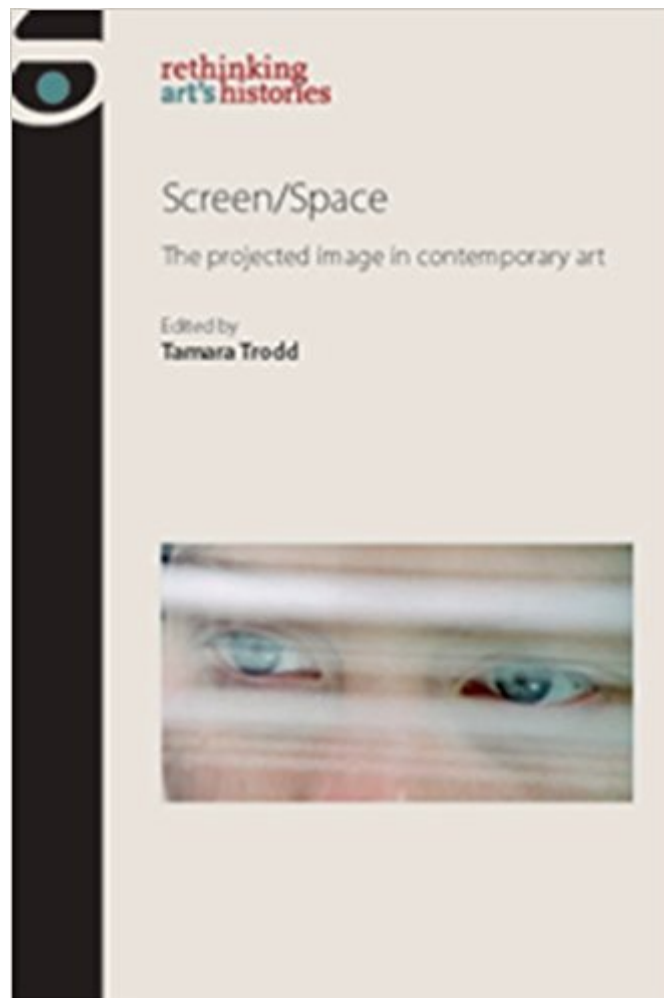 rethinking
art's histories
Screen/Space
The projected image in contemporary art
Edited by
Tamara Trodd